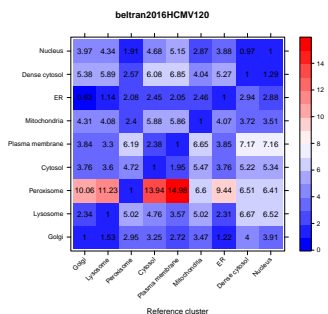 beltran2016HCMV120
Nucleus 3.97 4.34 1.91 4.68 5.15 2.87 3.88 0.97 1
Dense cytosol 5.38 5.89 2.57 6.08 6.85 4.04 5.27 1 1.29
ER 0.83 1.14 2.08 2.45 2.05 2.46 1 2.94 2.88
Mitochondria 4.31 4.08 2.4 5.88 5.86 1 4.07 3.72 3.51
Plasma membrane 3.84 3.3 6.19 2.38 1 6.65 3.85 7.17 7.16
Cytosol 3.76 3.6 4.72 1 1.95 5.47 3.76 5.22 5.34
Peroxisome 10.06 11.23 1 13.94 14.98 6.6 9.44 6.51 6.41
Lysosome 2.34 1 5.02 4.76 3.57 5.02 2.31 6.67 6.52
Golgi 1 1.53 2.95 3.25 2.72 3.47 1.22 4 3.91
Golgi Lysosome Peroxisome Cytosol Plasma membrane Mitochondria ER Dense cytosol Nucleus
Reference cluster
14
12
10
8
6
4
2
0